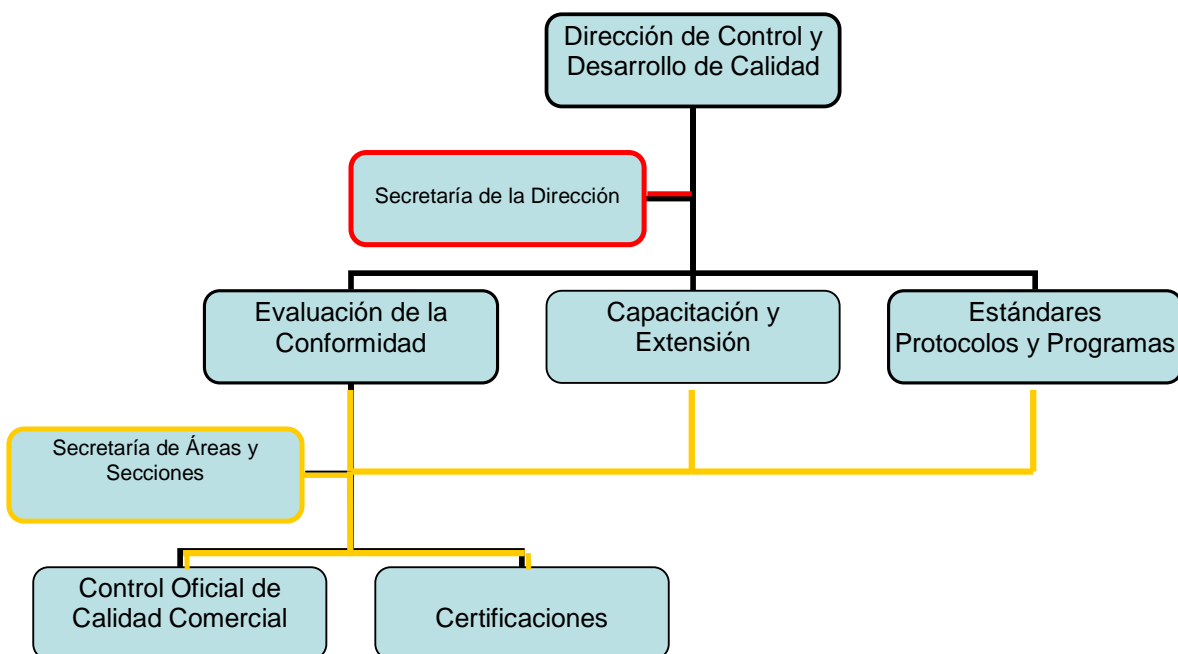 Dirección de Control y
Desarrollo de Calidad
Secretaría de la Dirección
Evaluación de la
Conformidad
Capacitación y
Extensión
Estándares
Protocolos y Programas
Secretaría de Áreas y
Secciones
Control Oficial de
Calidad Comercial
Certificaciones